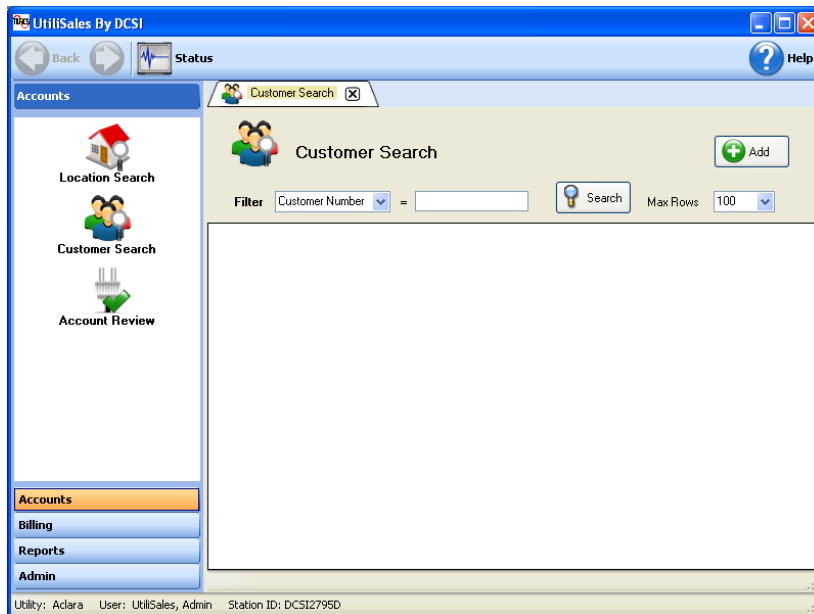 UtiliSales By DCSI
Back Status Help
Accounts
Customer Search
Location Search
Customer Search
Account Review
Customer Search
Add
Filter Customer Number = Search Max Rows 100
Accounts
Billing
Reports
Admin
Utility: Aclara User: UtiliSales, Admin Station ID: DCSI2795D